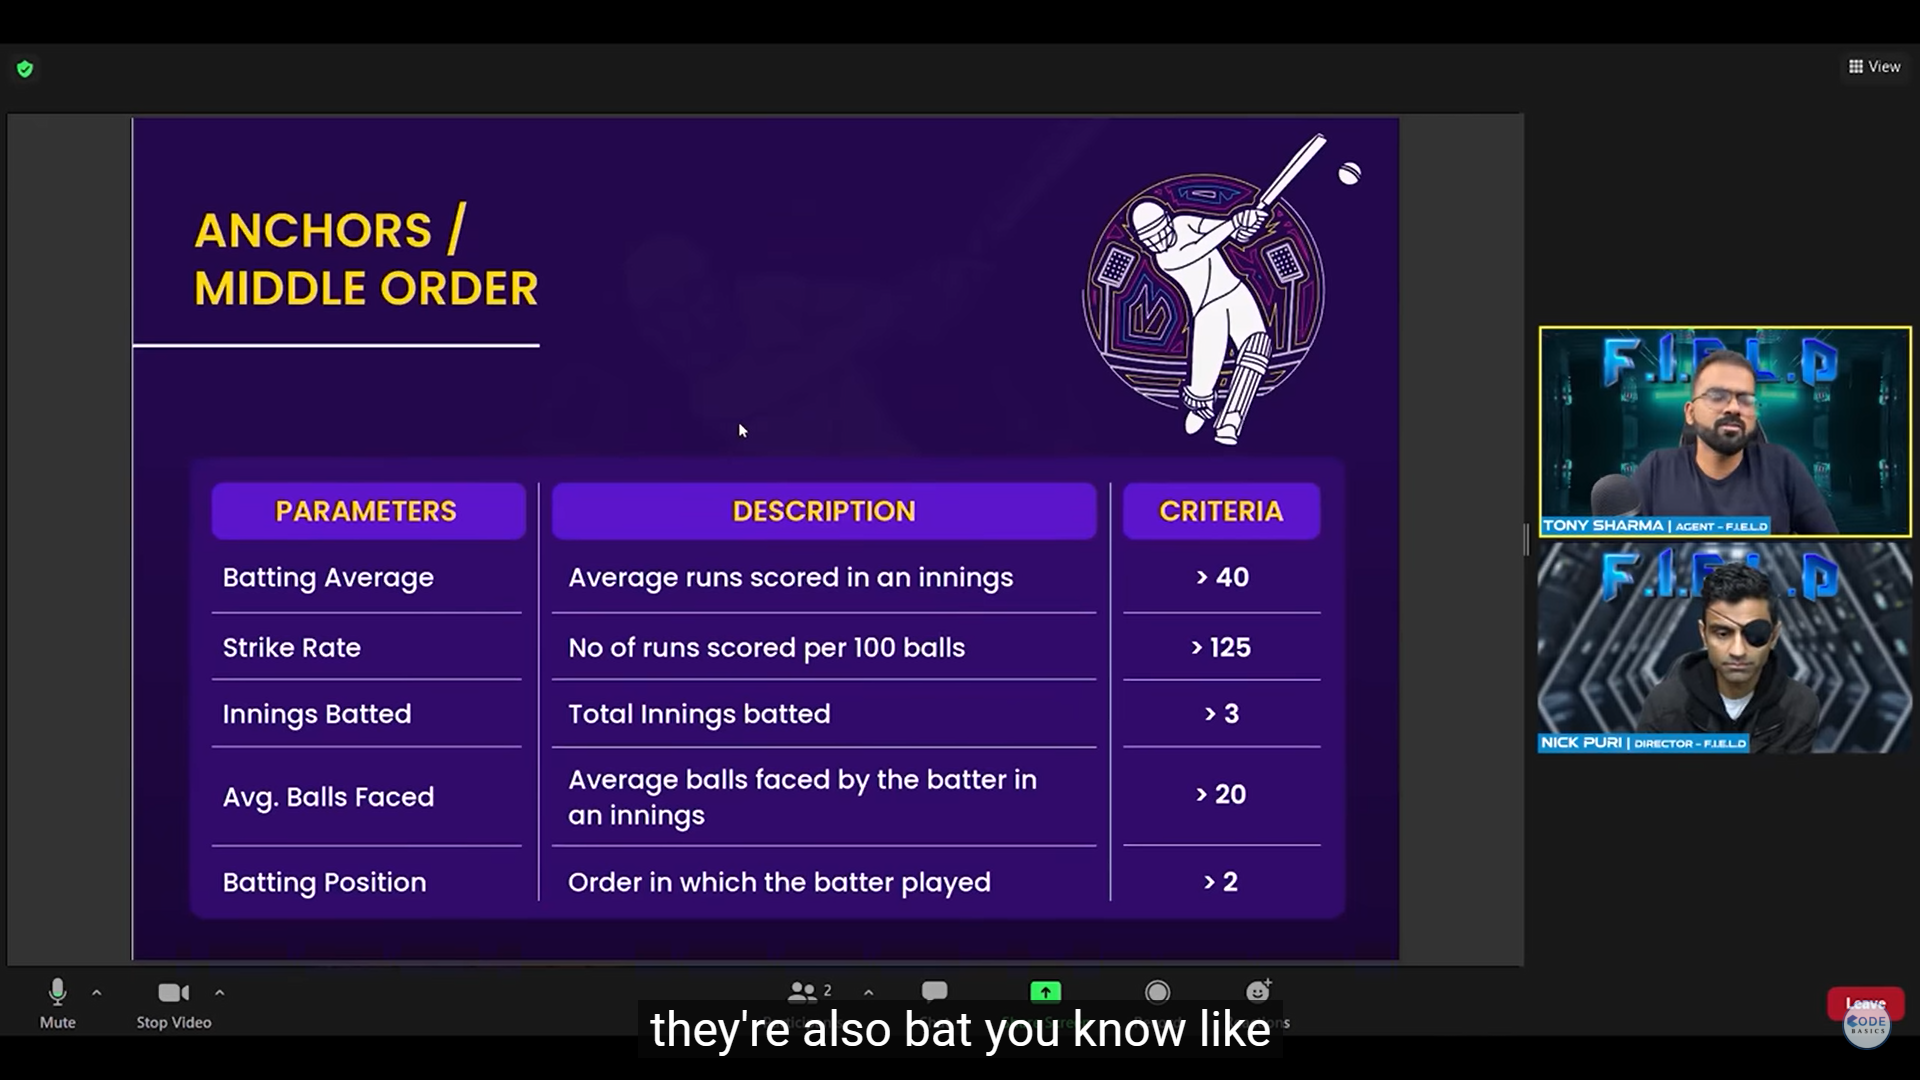 View
ANCHORS /
MIDDLE ORDER
PARAMETERS
DESCRIPTION
CRITERIA
Batting Average
Average runs scored in an innings
> 40
Strike Rate
No of runs scored per 100 balls
> 125
Innings Batted
Total Innings batted
> 3
Avg. Balls Faced
Average balls faced by the batter in
an innings
> 20
Batting Position
Order in which the batter played
> 2
F.I.E.L.D
TONY SHARMA | AGENT - F.I.E.L.D
NICK PURI | DIRECTOR - F.I.E.L.D
Mute
Stop Video
2
Leave
CODE
BASICS
they're also bat you know like